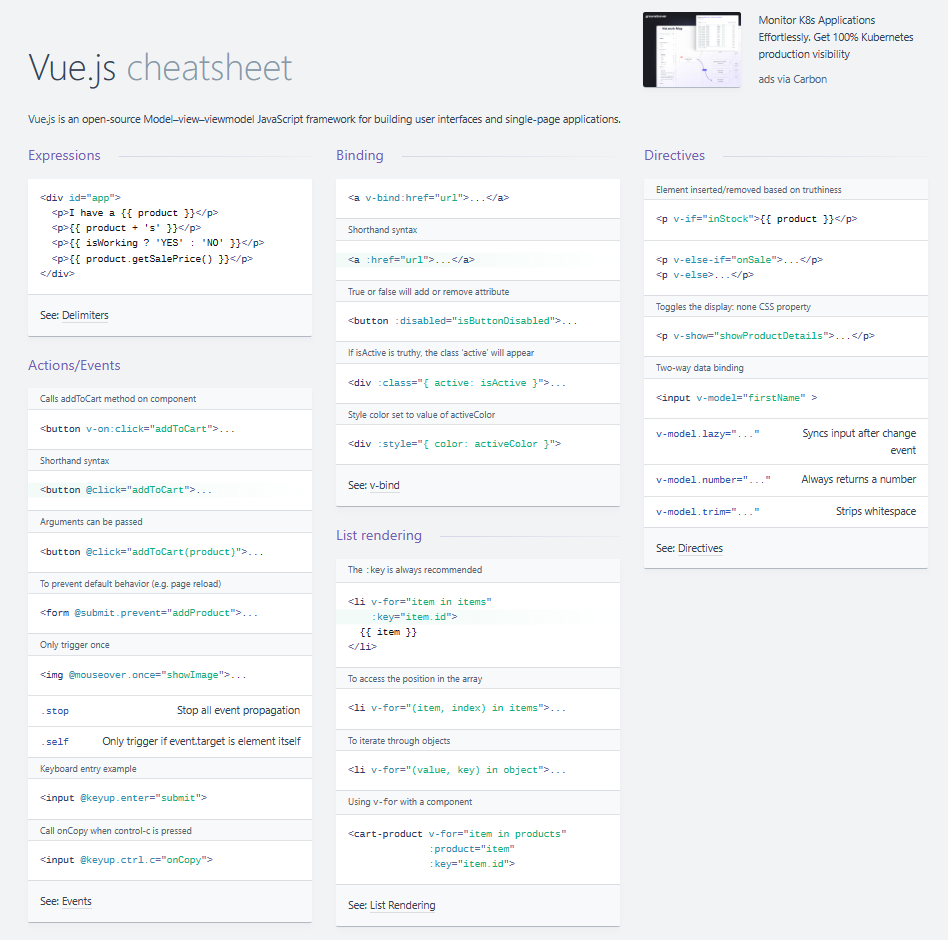 Vue.js cheatsheet
Monitor K8s Applications
Effortlessly. Get 100% Kubernetes
production visibility
ads via Carbon
Vue.js is an open-source Model–view–viewmodel JavaScript framework for building user interfaces and single-page applications.
Expressions
<div id="app">
  <p>I have a {{ product }}</p>
  <p>{{ product + 's' }}</p>
  <p>{{ isWorking ? 'YES' : 'NO' }}</p>
  <p>{{ product.getSalePrice() }}</p>
</div>
See: Delimiters
Actions/Events
Calls addToCart method on component
<button v-on:click="addToCart">...
Shorthand syntax
<button @click="addToCart">...
Arguments can be passed
<button @click="addToCart(product)">...
To prevent default behavior (e.g. page reload)
<form @submit.prevent="addProduct">...
Only trigger once
<img @mouseover.once="showImage">...
.stop Stop all event propagation
.self Only trigger if event.target is element itself
Keyboard entry example
<input @keyup.enter="submit">
Call onCopy when control-c is pressed
<input @keyup.ctrl.c="onCopy">
See: Events
Binding
<a v-bind:href="url">...</a>
Shorthand syntax
<a :href="url">...</a>
True or false will add or remove attribute
<button :disabled="isButtonDisabled">...
If isActive is truthy, the class 'active' will appear
<div :class="{ active: isActive }">...
Style color set to value of activeColor
<div :style="{ color: activeColor }">
See: v-bind
List rendering
The :key is always recommended
<li v-for="item in items"
    :key="item.id">
  {{ item }}
</li>
To access the position in the array
<li v-for="(item, index) in items">...
To iterate through objects
<li v-for="(value, key) in object">...
Using v-for with a component
<cart-product v-for="item in products"
              :product="item"
              :key="item.id">
See: List Rendering
Directives
Element inserted/removed based on truthiness
<p v-if="inStock">{{ product }}</p>
<p v-else-if="onSale">...</p>
<p v-else>...</p>
Toggles the display: none CSS property
<p v-show="showProductDetails">...</p>
Two-way data binding
<input v-model="firstName" >
v-model.lazy="..." Syncs input after change
event
v-model.number="..." Always returns a number
v-model.trim="..." Strips whitespace
See: Directives